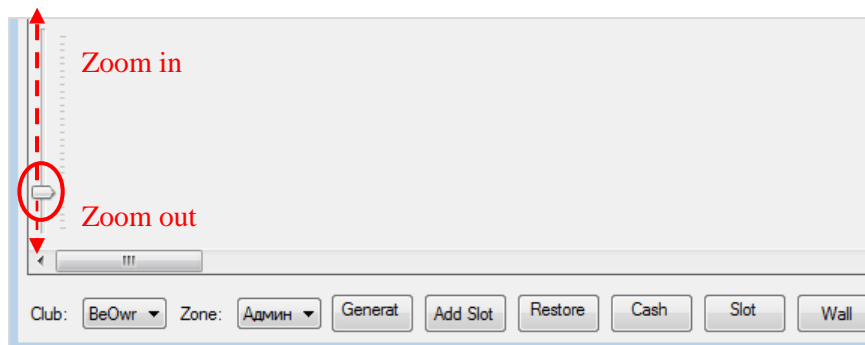 Zoom in
Zoom out
Club: BeOwr Zone: Админ Generat Add Slot Restore Cash Slot Wall